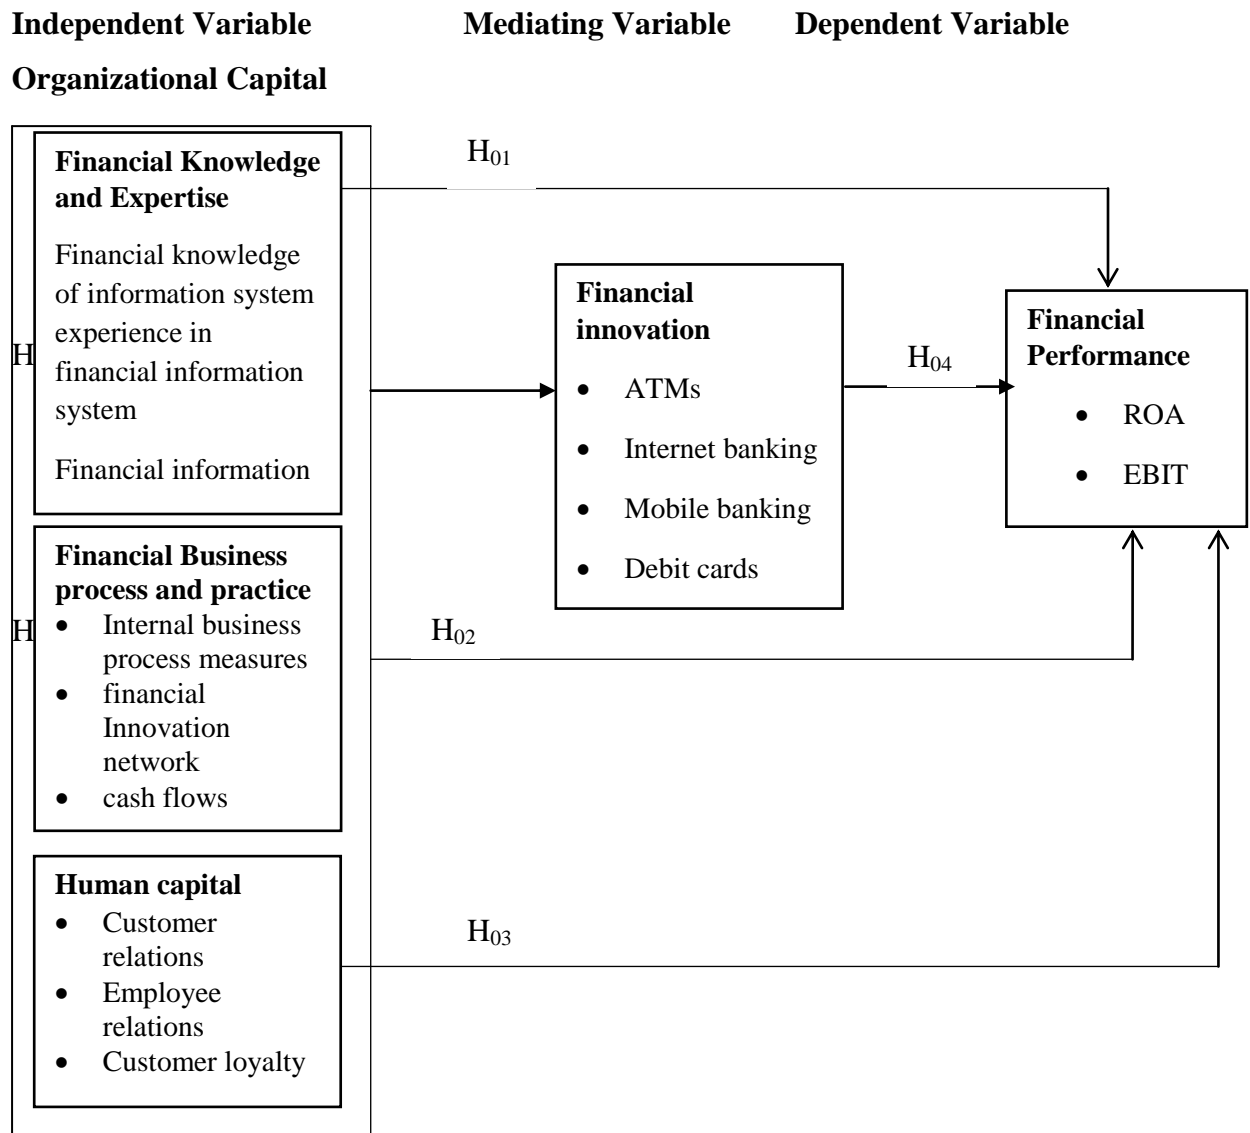 Independent Variable Mediating Variable Dependent Variable
Organizational Capital
H₀₁
Financial Knowledge
and Expertise
Financial knowledge
of information system
experience in
financial information
system
Financial information
H
Financial Business
process and practice
• Internal business
process measures
• financial
Innovation
network
• cash flows
H
Human capital
• Customer
relations
• Employee
relations
• Customer loyalty
Financial
innovation
• ATMs
• Internet banking
• Mobile banking
• Debit cards
H₀₄
H₀₂
H₀₃
Financial
Performance
• ROA
• EBIT